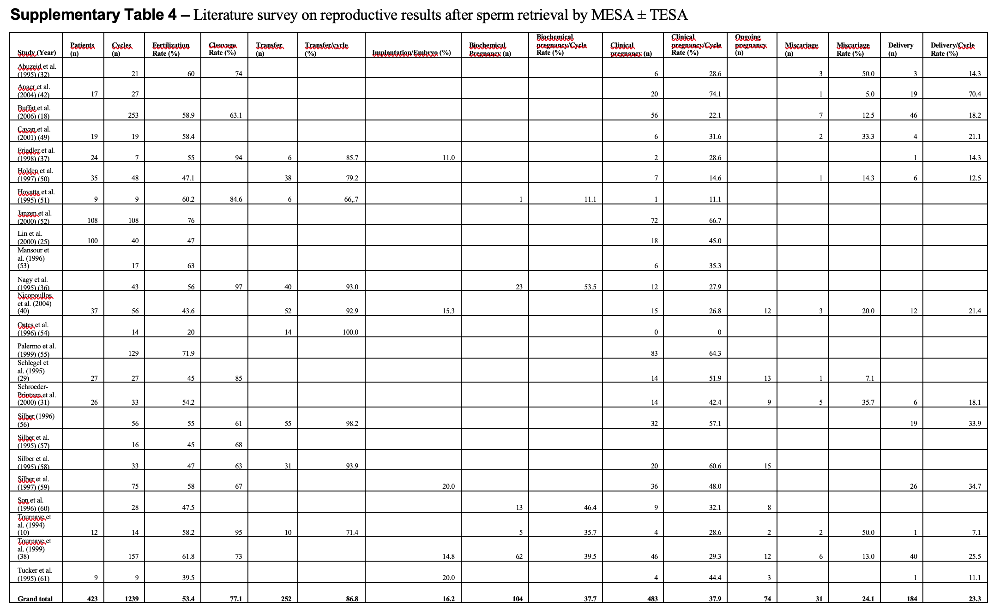 Supplementary Table 4 – Literature survey on reproductive results after sperm retrieval by MESA ± TESA
Study (Year) Patients (n) Cycles (n) Fertilization Rate (%) Cleavage Rate (%) Transfer (n) Transfer/cycle (%) Implantation/Embryo (%) Biochemical Pregnancy (n) Biochemical pregnancy/Cycle Rate (%) Clinical pregnancy (n) Clinical pregnancy/Cycle Rate (%) Ongoing pregnancy (n) Miscariage (n) Miscariage Rate (%) Delivery (n) Delivery/Cycle Rate (%)
Abuzeid et al. (1995) (32) 21 60 74 6 28.6 3 50.0 3 14.3
Anger et al. (2004) (42) 17 27 20 74.1 1 5.0 19 70.4
Buffat et al. (2006) (18) 253 58.9 63.1 56 22.1 7 12.5 46 18.2
Cayan et al. (2001) (49) 19 19 58.4 6 31.6 2 33.3 4 21.1
Friedler et al. (1998) (37) 24 7 55 94 6 85.7 11.0 2 28.6 1 14.3
Holden et al. (1997) (50) 35 48 47.1 38 79.2 7 14.6 1 14.3 6 12.5
Hovatta et al. (1995) (51) 9 9 60.2 84.6 6 66,.7 1 11.1 1 11.1
Janzen et al. (2000) (52) 108 108 76 72 66.7
Lin et al. (2000) (25) 100 40 47 18 45.0
Mansour et al. (1996) (53) 17 63 6 35.3
Nagy et al. (1995) (36) 43 56 97 40 93.0 23 53.5 12 27.9
Nicopoullos et al. (2004) (40) 37 56 43.6 52 92.9 15.3 15 26.8 12 3 20.0 12 21.4
Oates et al. (1996) (54) 14 20 14 100.0 0 0
Palermo et al. (1999) (55) 129 71.9 83 64.3
Schlegel et al. (1995) (29) 27 27 45 85 14 51.9 13 1 7.1
Schroeder-Printzen et al. (2000) (31) 26 33 54.2 14 42.4 9 5 35.7 6 18.1
Silber (1996) (56) 56 55 61 55 98.2 32 57.1 19 33.9
Silber et al. (1995) (57) 16 45 68
Silber et al. (1995) (58) 33 47 63 31 93.9 20 60.6 15
Silber et al. (1997) (59) 75 58 67 20.0 36 48.0 26 34.7
Son et al. (1996) (60) 28 47.5 13 46.4 9 32.1 8
Tournaye et al. (1994) (10) 12 14 58.2 95 10 71.4 5 35.7 4 28.6 2 2 50.0 1 7.1
Tournaye et al. (1999) (38) 157 61.8 73 14.8 62 39.5 46 29.3 12 6 13.0 40 25.5
Tucker et al. (1995) (61) 9 9 39.5 20.0 4 44.4 3 1 11.1
Grand total 423 1239 53.4 77.1 252 86.8 16.2 104 37.7 483 37.9 74 31 24.1 184 23.3